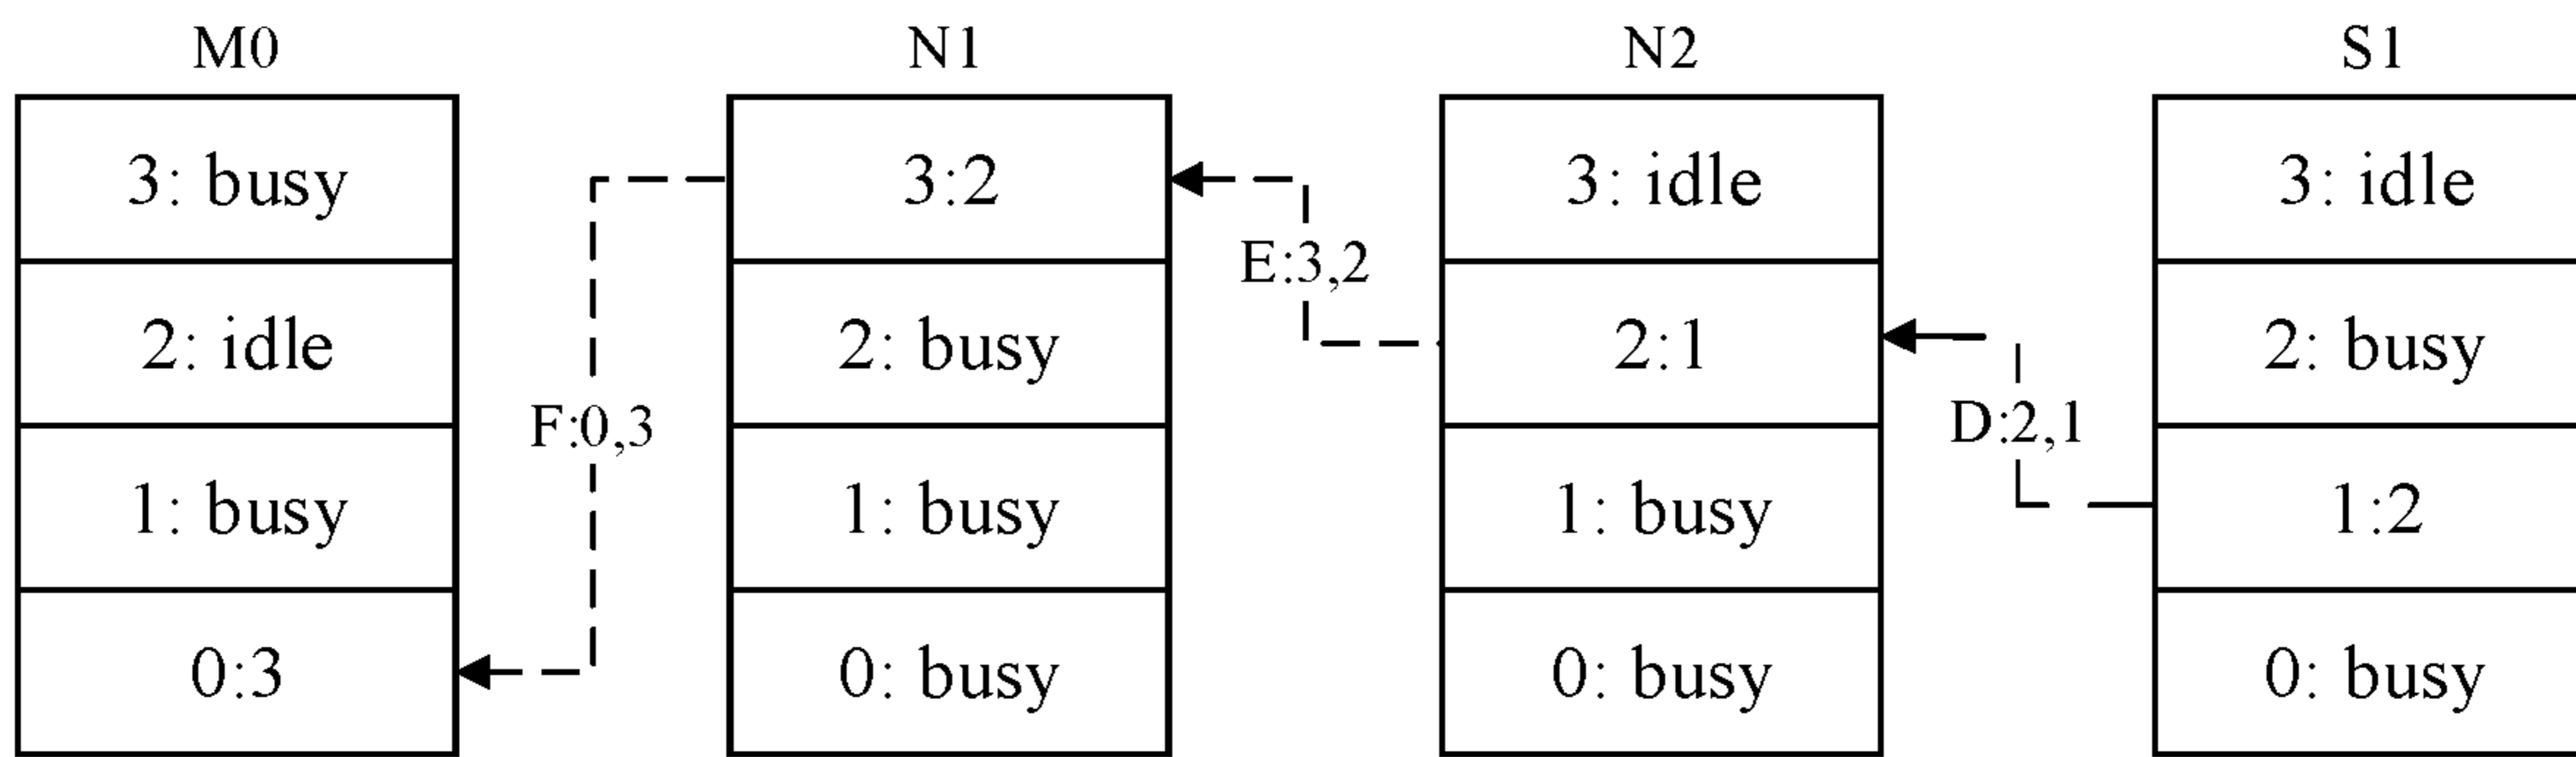 M0
N1
N2
S1
3: busy
3:2
3: idle
3: idle
E:3,2
2: idle
2: busy
2:1
2: busy
F:0,3
D:2,1
1: busy
1: busy
1: busy
1:2
0:3
0: busy
0: busy
0: busy